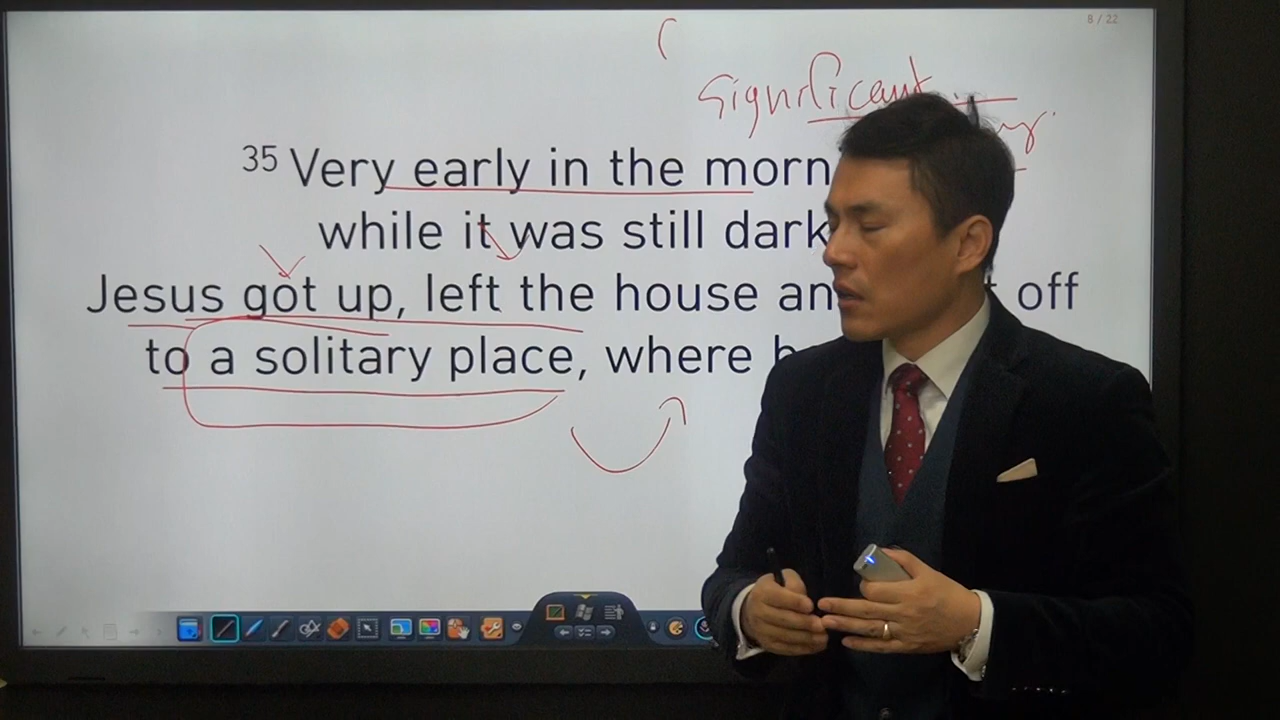 8 / 22
significant
35 Very early in the morn
while it was still dark
Jesus got up, left the house an off
to a solitary place, where